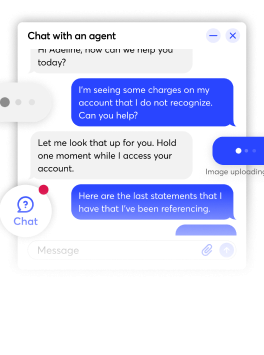 Chat with an agent
Hi Adeline, how can we help you
today?
I'm seeing some charges on my
account that I do not recognize.
Can you help?
Let me look that up for you. Hold
one moment while I access your
account.
Image uploading
Here are the last statements that I
have that I've been referencing.
Chat
Message